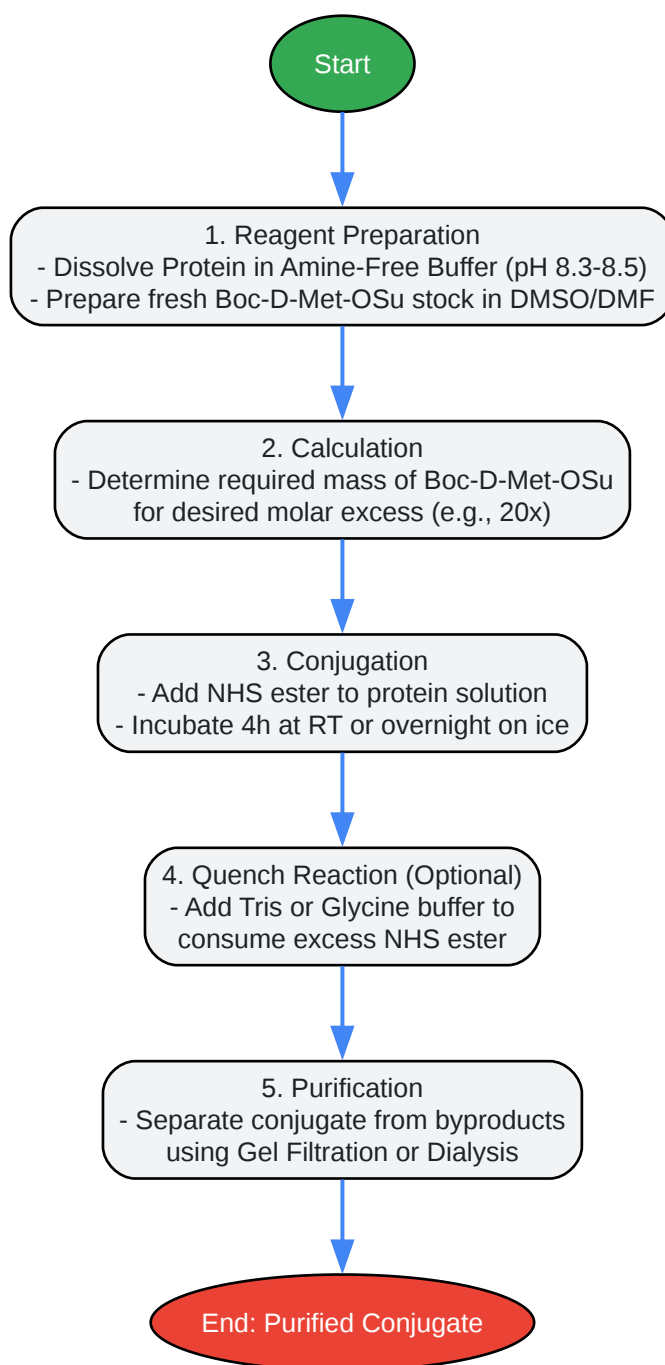 Start
1. Reagent Preparation
- Dissolve Protein in Amine-Free Buffer (pH 8.3-8.5)
- Prepare fresh Boc-D-Met-OSu stock in DMSO/DMF
2. Calculation
- Determine required mass of Boc-D-Met-OSu
for desired molar excess (e.g., 20x)
3. Conjugation
- Add NHS ester to protein solution
- Incubate 4h at RT or overnight on ice
4. Quench Reaction (Optional)
- Add Tris or Glycine buffer to
consume excess NHS ester
5. Purification
- Separate conjugate from byproducts
using Gel Filtration or Dialysis
End: Purified Conjugate